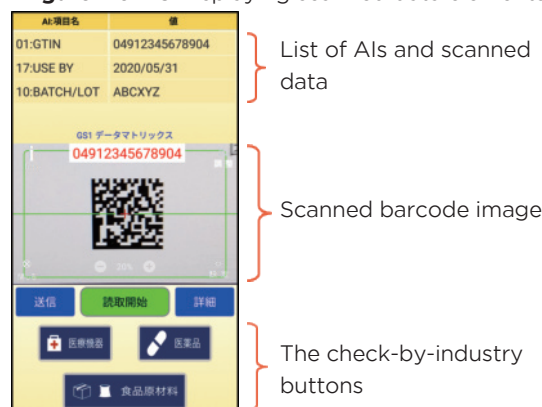 AI:項目名 値
01:GTIN 04912345678904
17:USE BY 2020/05/31
10:BATCH/LOT ABCXYZ
List of AIs and scanned
data
GS1 データマトリックス
04912345678904
Scanned barcode image
20%
送信 読取開始 詳細
医療機器 医薬品
食品原材料
The check-by-industry
buttons